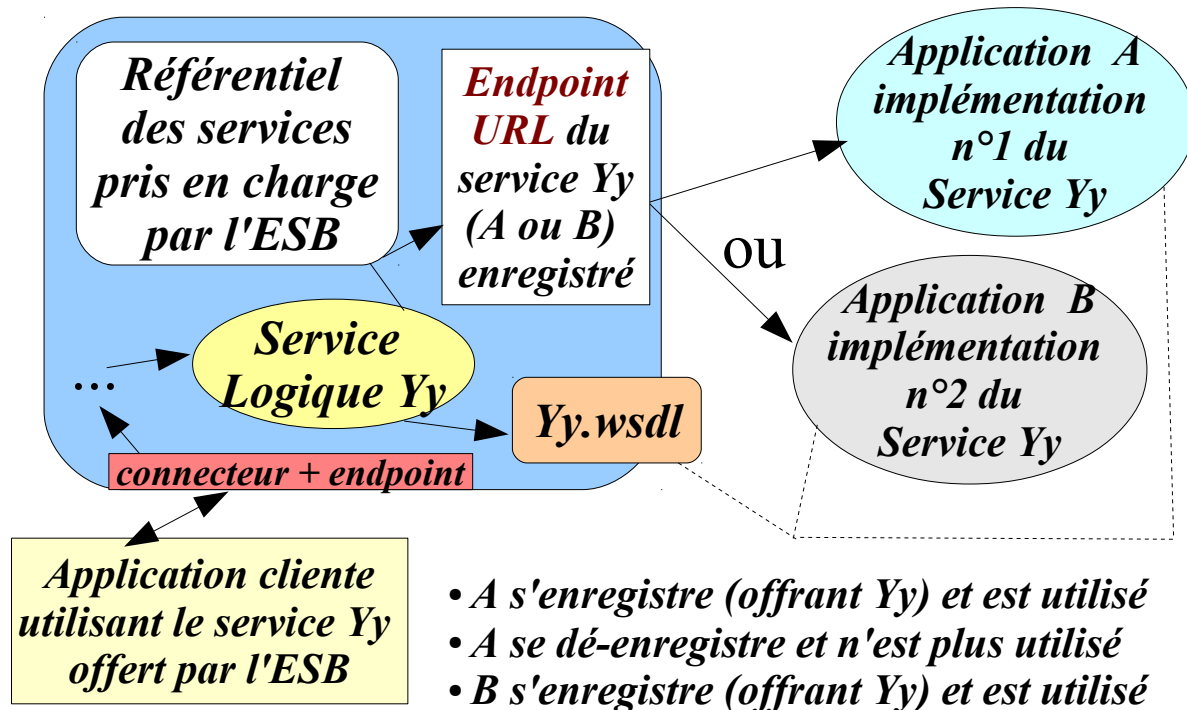 Référentiel
des services
pris en charge
par l'ESB
Endpoint
URL du
service Yy
(A ou B)
enregistré
Application A
implémentation
n°1 du
Service Yy
ou
Application B
implémentation
n°2 du
Service Yy
Service
Logique Yy
...
Yy.wsdl
connecteur + endpoint
Application cliente
utilisant le service Yy
offert par l'ESB
• A s'enregistre (offrant Yy) et est utilisé
• A se dé-enregistre et n'est plus utilisé
• B s'enregistre (offrant Yy) et est utilisé